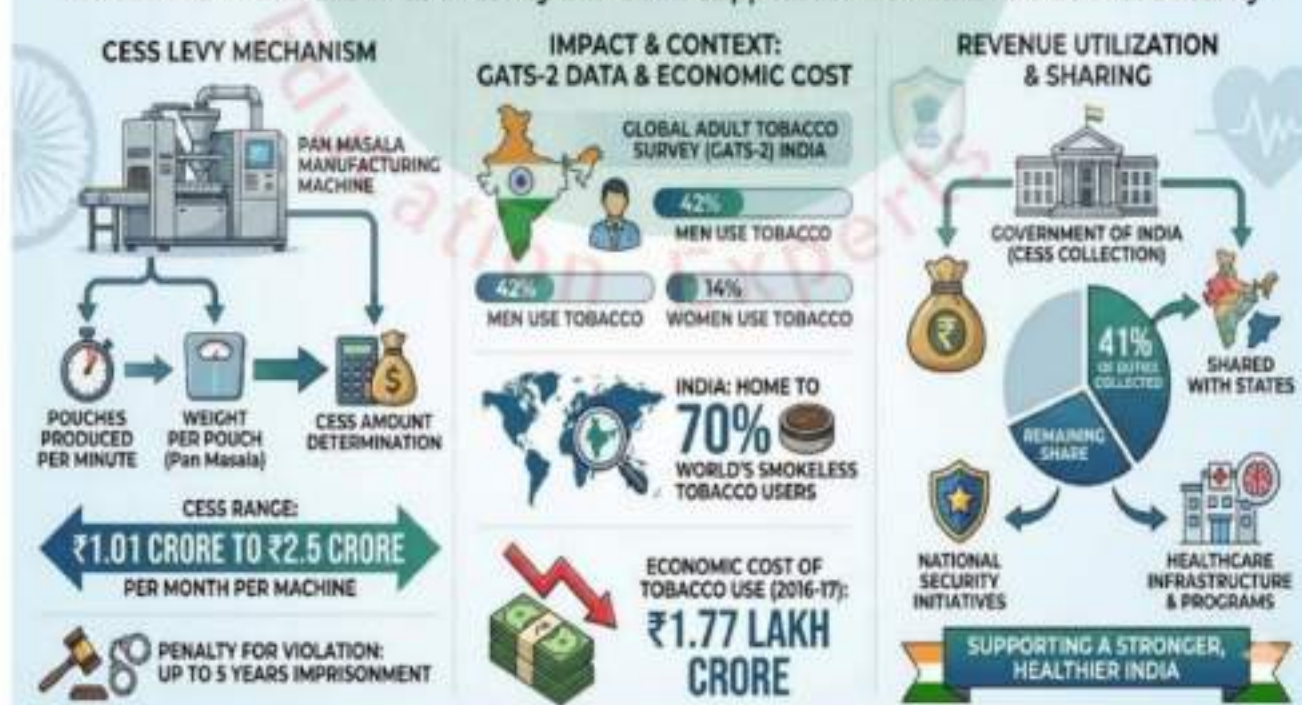 CESS LEVY MECHANISM
PAN MASALA
MANUFACTURING
MACHINE
POUCHES
PRODUCED
PER MINUTE
WEIGHT
PER POUCH
(Pan Masala)
CESS AMOUNT
DETERMINATION
CESS RANGE:
₹1.01 CRORE TO ₹2.5 CRORE
PER MONTH PER MACHINE
PENALTY FOR VIOLATION:
UP TO 5 YEARS IMPRISONMENT
IMPACT & CONTEXT:
GATS-2 DATA & ECONOMIC COST
GLOBAL ADULT TOBACCO
SURVEY (GATS-2) INDIA
42%
MEN USE TOBACCO
42%
MEN USE TOBACCO
14%
WOMEN USE TOBACCO
INDIA: HOME TO
70%
WORLD'S SMOKELESS
TOBACCO USERS
ECONOMIC COST OF
TOBACCO USE (2016-17):
₹1.77 LAKH
CRORE
REVENUE UTILIZATION
& SHARING
GOVERNMENT OF INDIA
(CESS COLLECTION)
41%
OF DUTIES
COLLECTED
SHARED
WITH STATES
REMAINING
SHARE
NATIONAL
SECURITY
INITIATIVES
HEALTHCARE
INFRASTRUCTURE
& PROGRAMS
SUPPORTING A STRONGER,
HEALTHIER INDIA
Education Experts